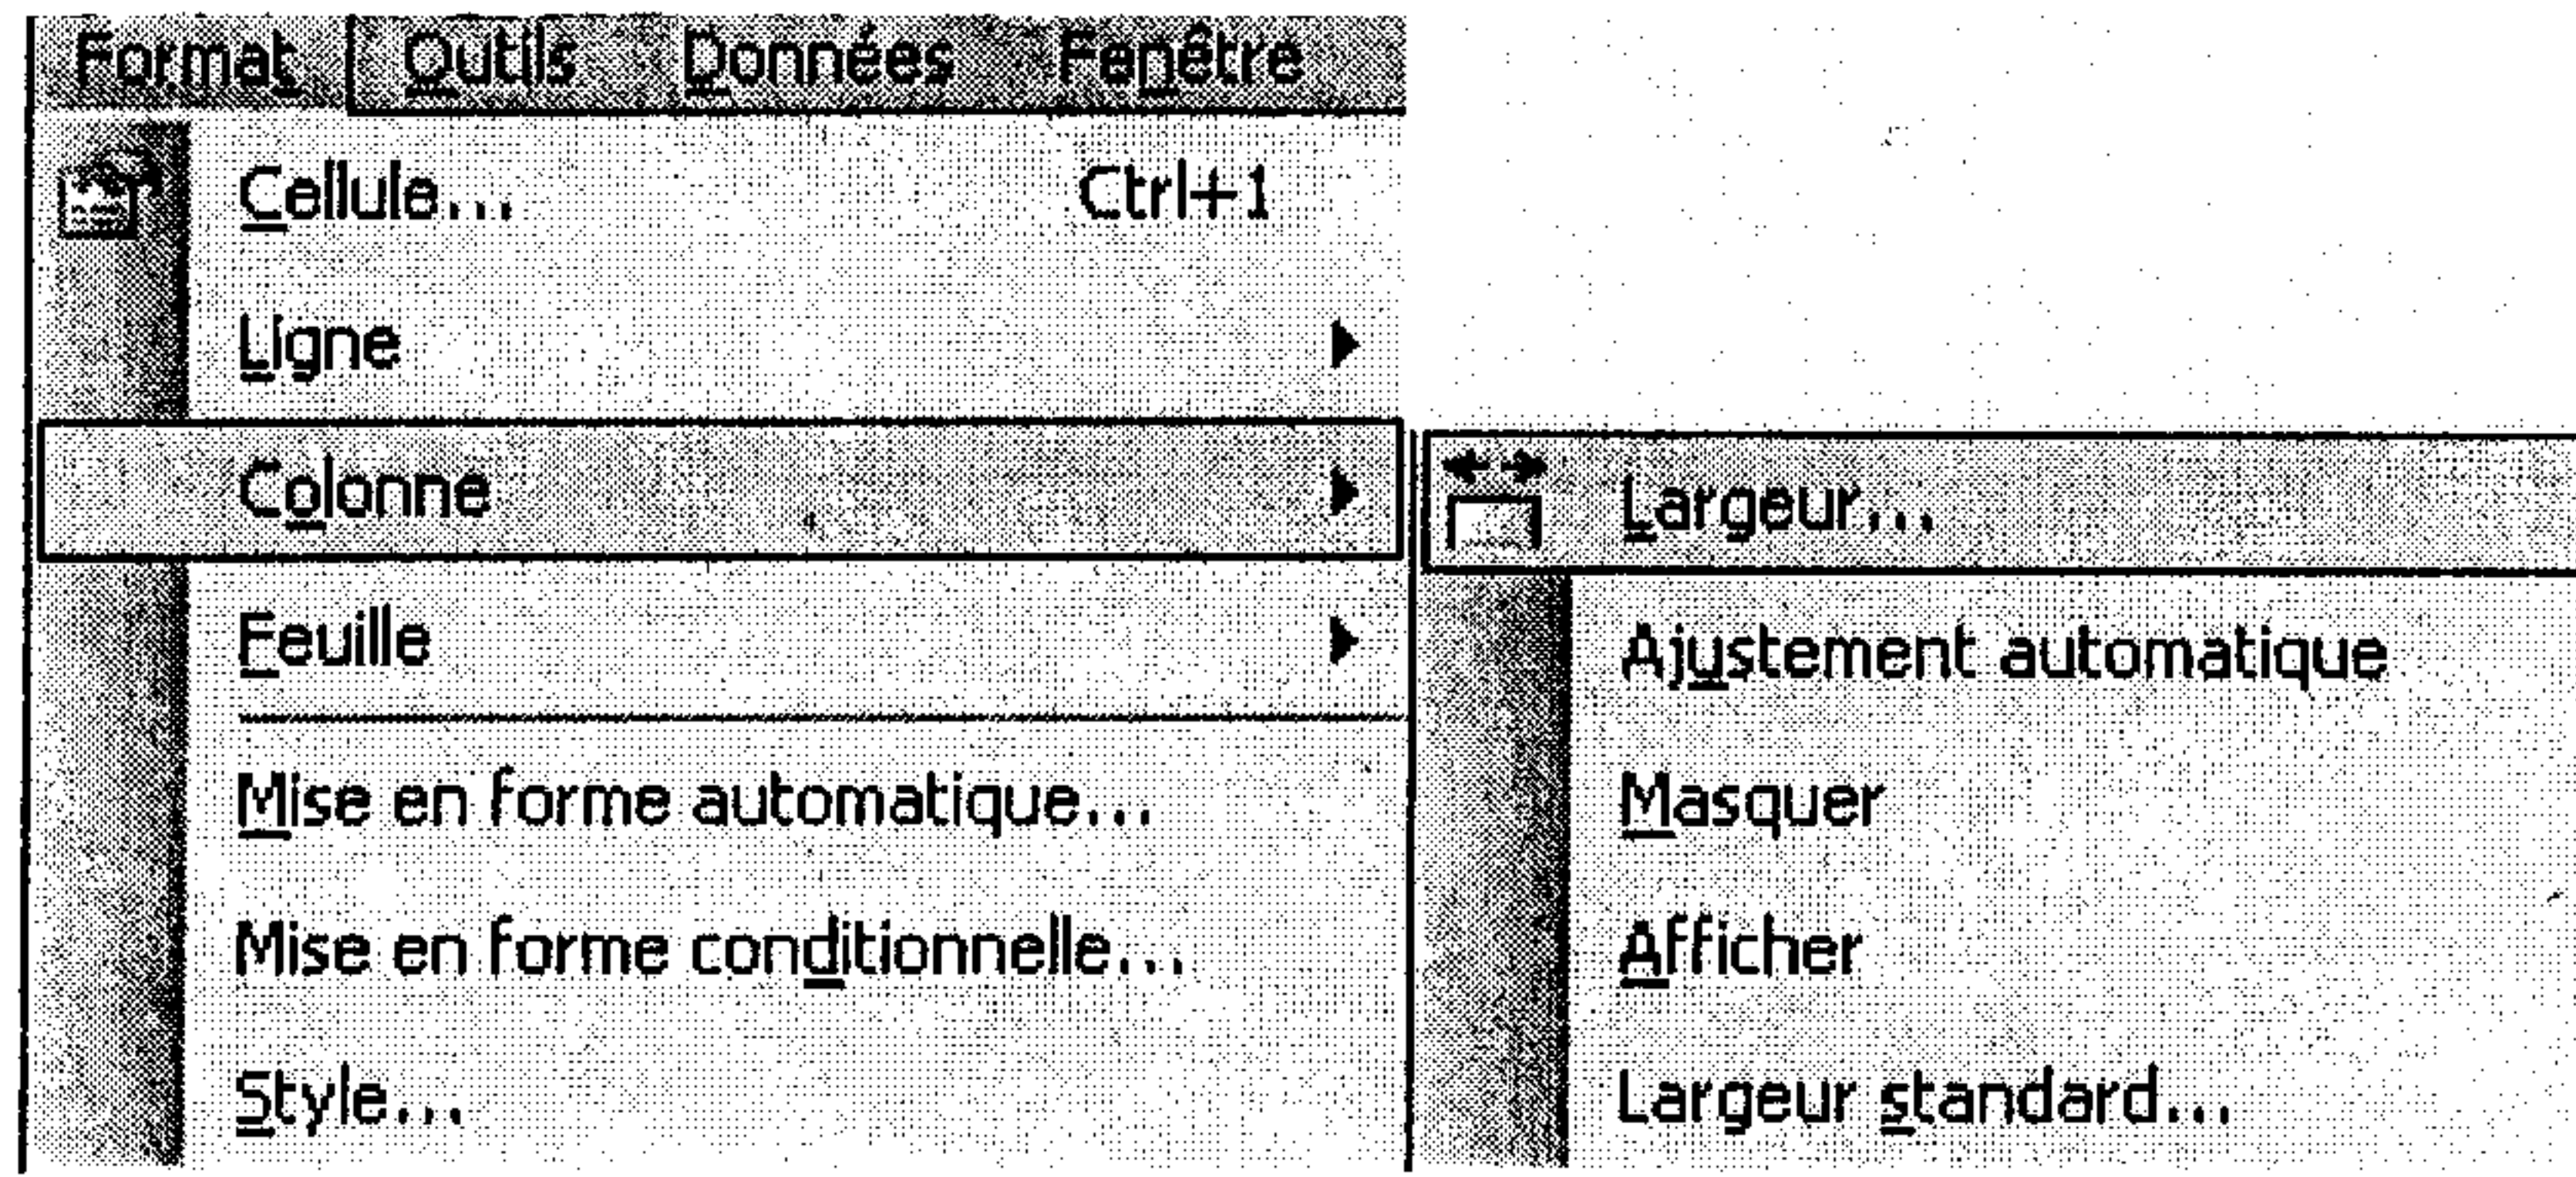 Format Outils Données Fenêtre
Cellule... Ctrl+1
Ligne
Colonne
Feuille
Mise en forme automatique...
Mise en forme conditionnelle...
Style...
Largeur...
Ajustement automatique
Masquer
Afficher
Largeur standard...